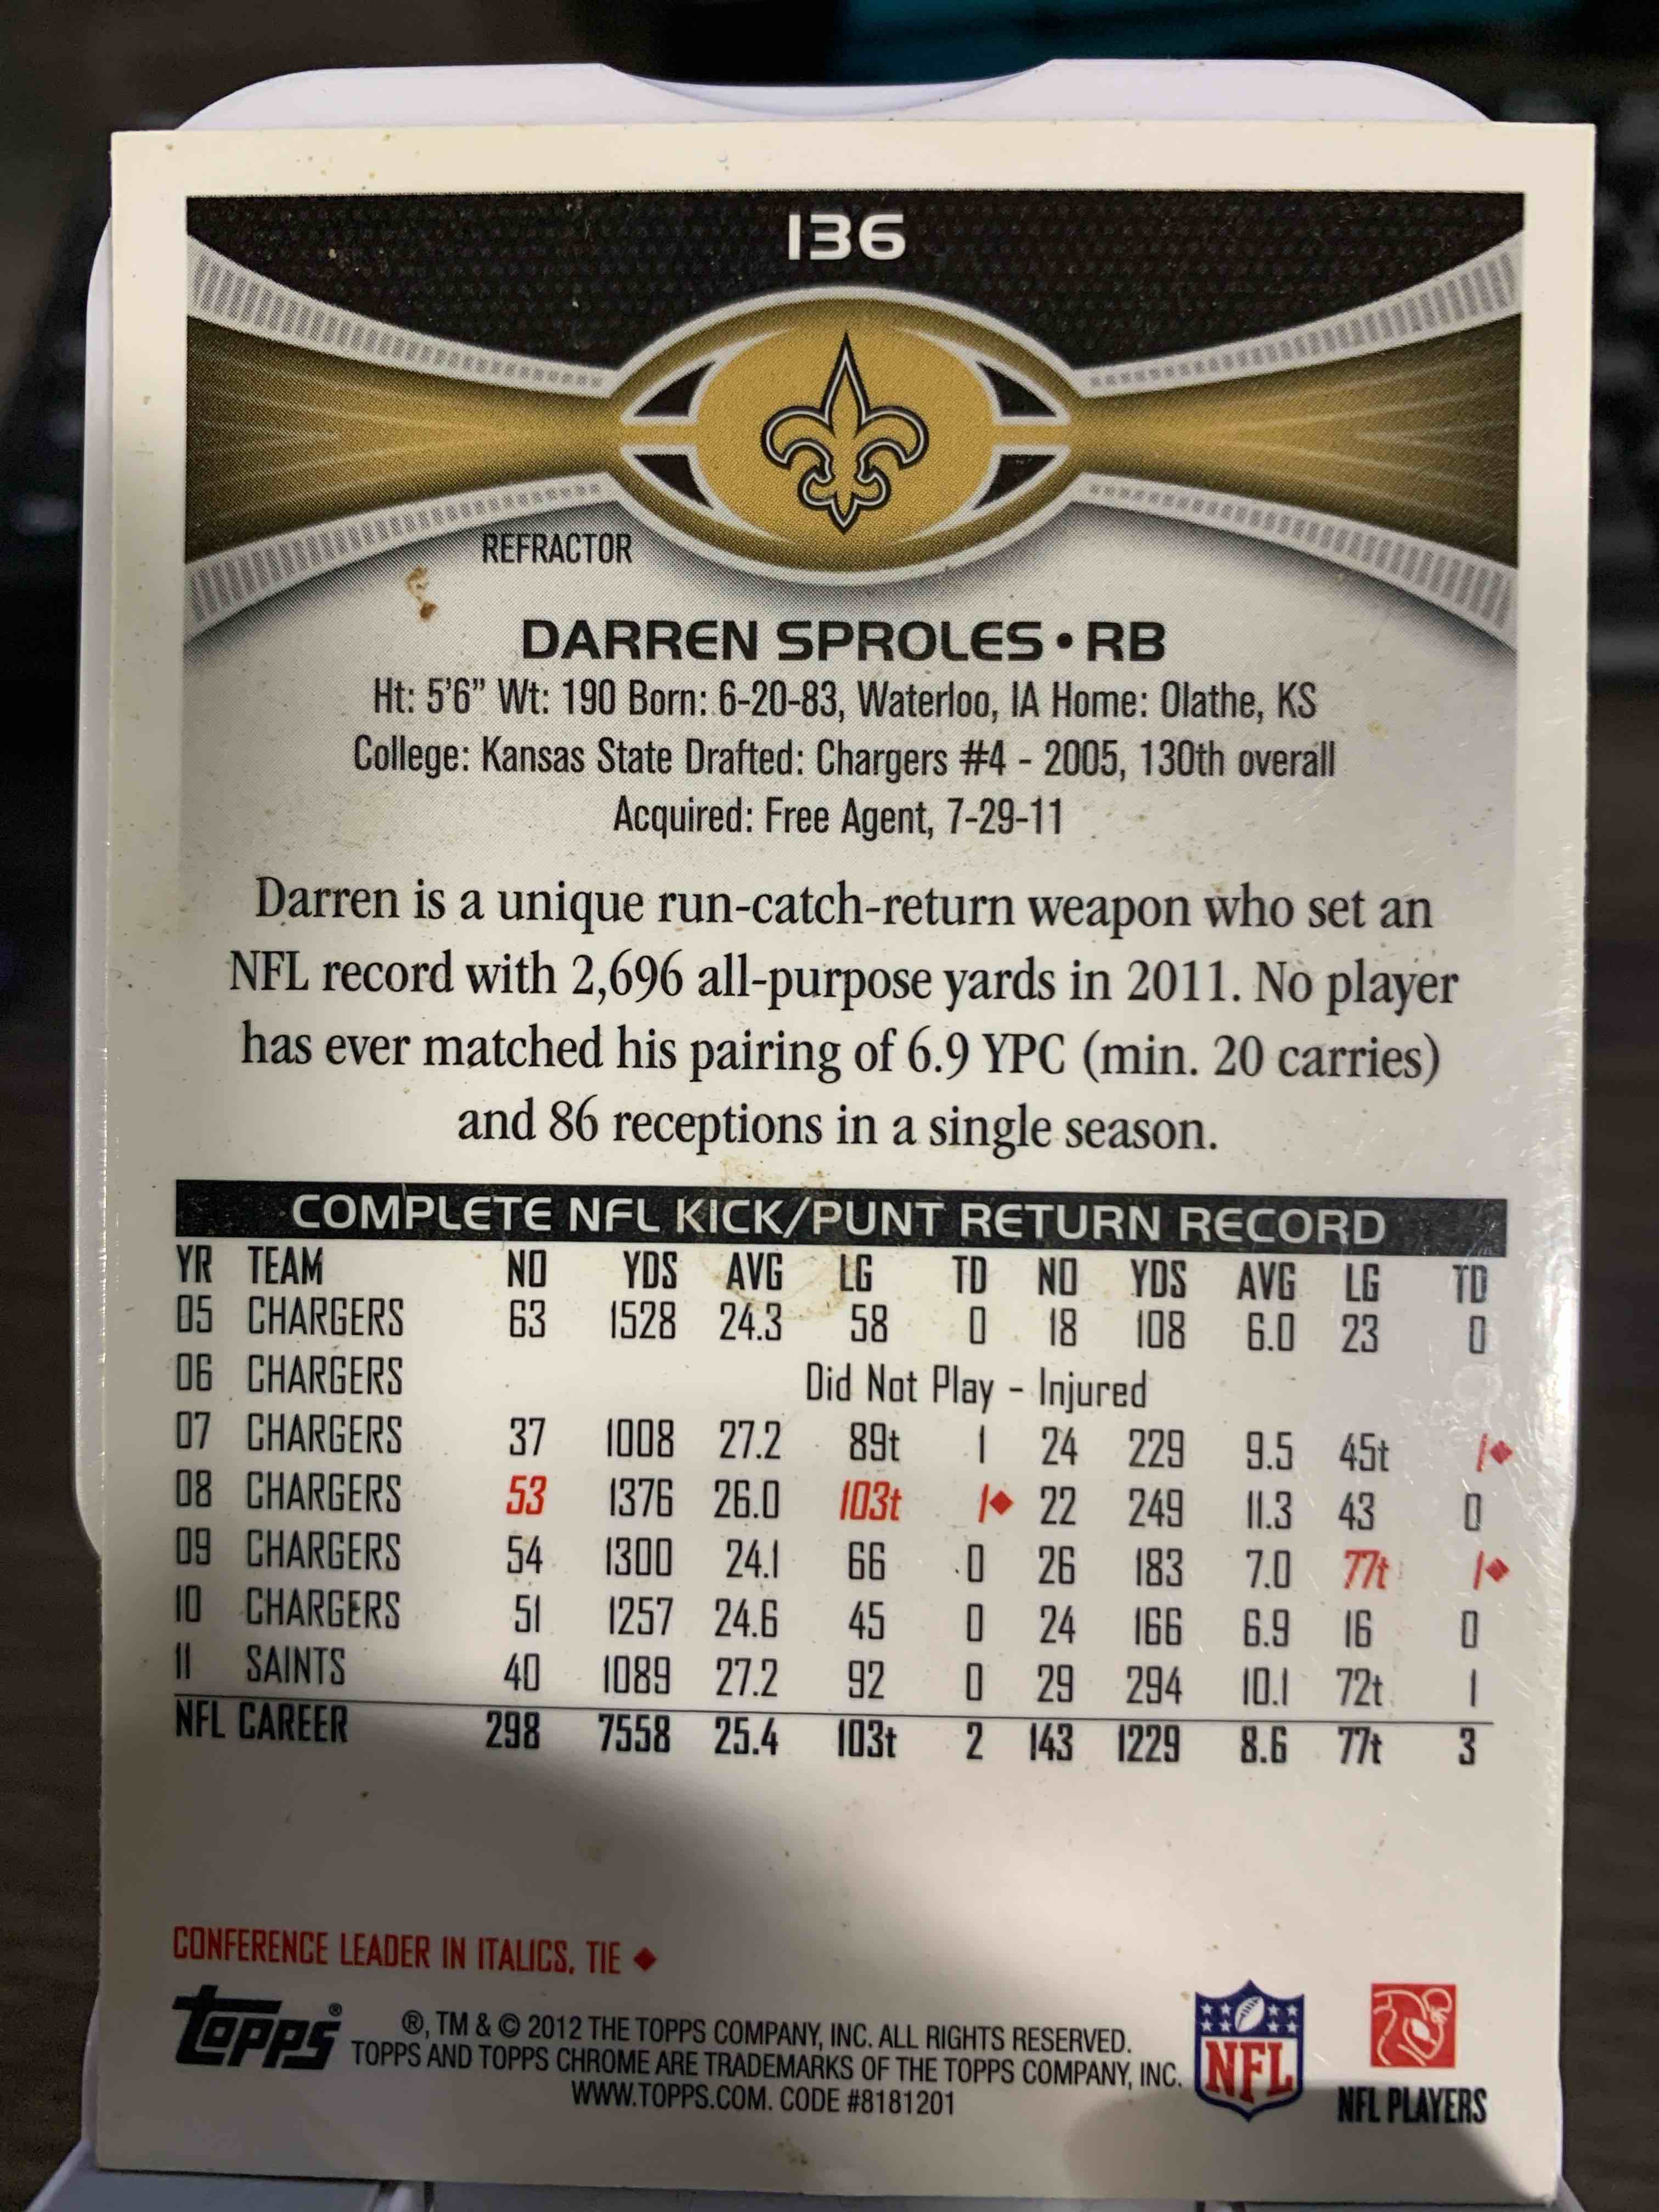 136
REFRACTOR
DARREN SPROLES • RB
Ht: 5'6" Wt: 190 Born: 6-20-83, Waterloo, IA Home: Olathe, KS
College: Kansas State Drafted: Chargers #4 - 2005, 130th overall
Acquired: Free Agent, 7-29-11
Darren is a unique run-catch-return weapon who set an
NFL record with 2,696 all-purpose yards in 2011. No player
has ever matched his pairing of 6.9 YPC (min. 20 carries)
and 86 receptions in a single season.
COMPLETE NFL KICK/PUNT RETURN RECORD
YR TEAM NO YDS AVG LG TD NO YDS AVG LG TD
05 CHARGERS 63 1528 24.3 58 0 18 108 6.0 23 0
06 CHARGERS Did Not Play - Injured
07 CHARGERS 37 1008 27.2 89t 1 24 229 9.5 45t 1♦
08 CHARGERS 53 1376 26.0 103t 1♦ 22 249 11.3 43 0
09 CHARGERS 54 1300 24.1 66 0 26 183 7.0 77t 1♦
10 CHARGERS 51 1257 24.6 45 0 24 166 6.9 16 0
11 SAINTS 40 1089 27.2 92 0 29 294 10.1 72t 1
NFL CAREER 298 7558 25.4 103t 2 143 1229 8.6 77t 3
CONFERENCE LEADER IN ITALICS, TIE ♦
Topps®
®, TM & © 2012 THE TOPPS COMPANY, INC. ALL RIGHTS RESERVED.
TOPPS AND TOPPS CHROME ARE TRADEMARKS OF THE TOPPS COMPANY, INC.
WWW.TOPPS.COM. CODE #8181201
NFL
NFL PLAYERS